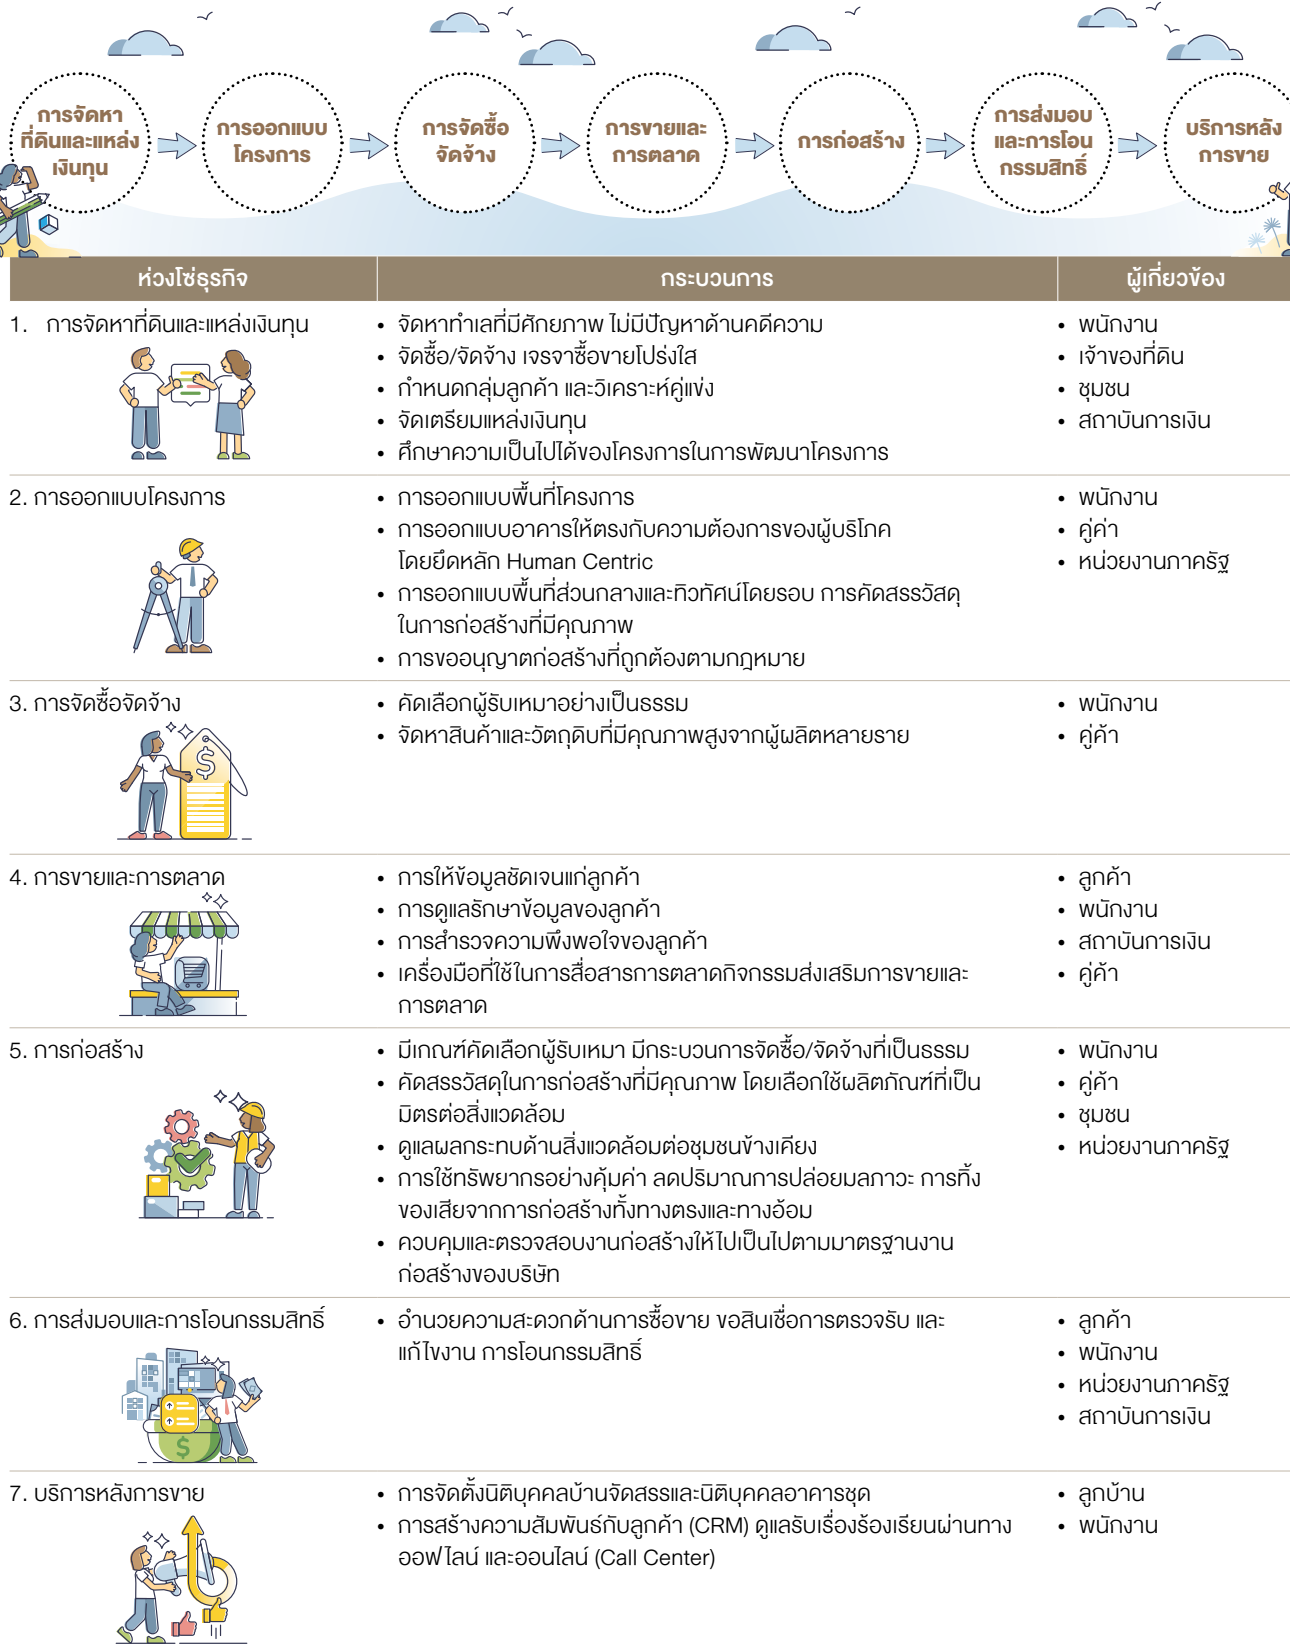 การจัดหา
ที่ดินและแหล่ง
เงินทุน
การออกแบบ
โครงการ
การจัดซื้อ
จัดจ้าง
การขายและ
การตลาด
การก่อสร้าง
การส่งมอบ
และการโอน
กรรมสิทธิ์
บริการหลัง
การขาย
ห่วงโซ่ธุรกิจ
กระบวนการ
ผู้เกี่ยวข้อง
1. การจัดหาที่ดินและแหล่งเงินทุน
• จัดหาทำเลที่มีศักยภาพ ไม่มีปัญหาด้านคดีความ
• จัดซื้อ/จัดจ้าง เจรจาซื้อขายโปร่งใส
• กำหนดกลุ่มลูกค้า และวิเคราะห์คู่แข่ง
• จัดเตรียมแหล่งเงินทุน
• ศึกษาความเป็นไปได้ของโครงการในการพัฒนาโครงการ
• พนักงาน
• เจ้าของที่ดิน
• ชุมชน
• สถาบันการเงิน
2. การออกแบบโครงการ
• การออกแบบพื้นที่โครงการ
• การออกแบบอาคารให้ตรงกับความต้องการของผู้บริโภค
โดยยึดหลัก Human Centric
• การออกแบบพื้นที่ส่วนกลางและทิวทัศน์โดยรอบ การคัดสรรวัสดุ
ในการก่อสร้างที่มีคุณภาพ
• การขออนุญาตก่อสร้างที่ถูกต้องตามกฎหมาย
• พนักงาน
• คู่ค่า
• หน่วยงานภาครัฐ
3. การจัดซื้อจัดจ้าง
• คัดเลือกผู้รับเหมาอย่างเป็นธรรม
• จัดหาสินค้าและวัตถุดิบที่มีคุณภาพสูงจากผู้ผลิตหลายราย
• พนักงาน
• คู่ค้า
$
4. การขายและการตลาด
• การให้ข้อมูลชัดเจนแก่ลูกค้า
• การดูแลรักษาข้อมูลของลูกค้า
• การสำรวจความพึงพอใจของลูกค้า
• เครื่องมือที่ใช้ในการสื่อสารการตลาดกิจกรรมส่งเสริมการขายและ
การตลาด
• ลูกค้า
• พนักงาน
• สถาบันการเงิน
• คู่ค้า
5. การก่อสร้าง
• มีเกณฑ์คัดเลือกผู้รับเหมา มีกระบวนการจัดซื้อ/จัดจ้างที่เป็นธรรม
• คัดสรรวัสดุในการก่อสร้างที่มีคุณภาพ โดยเลือกใช้ผลิตภัณฑ์ที่เป็น
มิตรต่อสิ่งแวดล้อม
• ดูแลผลกระทบด้านสิ่งแวดล้อมต่อชุมชนข้างเคียง
• การใช้ทรัพยากรอย่างคุ้มค่า ลดปริมาณการปล่อยมลภาวะ การทิ้ง
ของเสียจากการก่อสร้างทั้งทางตรงและทางอ้อม
• ควบคุมและตรวจสอบงานก่อสร้างให้ไปเป็นไปตามมาตรฐานงาน
ก่อสร้างของบริษัท
• พนักงาน
• คู่ค้า
• ชุมชน
• หน่วยงานภาครัฐ
6. การส่งมอบและการโอนกรรมสิทธิ์
• อำนวยความสะดวกด้านการซื้อขาย ขอสินเชื่อการตรวจรับ และ
แก้ไขงาน การโอนกรรมสิทธิ์
• ลูกค้า
• พนักงาน
• หน่วยงานภาครัฐ
• สถาบันการเงิน
$
7. บริการหลังการขาย
• การจัดตั้งนิติบุคคลบ้านจัดสรรและนิติบุคคลอาคารชุด
• การสร้างความสัมพันธ์กับลูกค้า (CRM) ดูแลรับเรื่องร้องเรียนผ่านทาง
ออฟไลน์ และออนไลน์ (Call Center)
• ลูกบ้าน
• พนักงาน